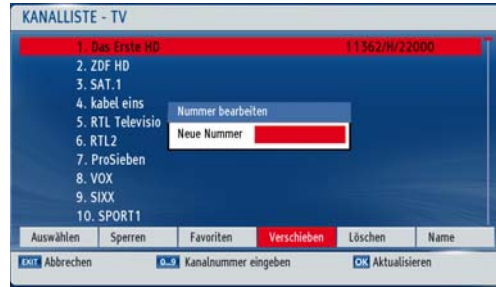 KANALLISTE - TV
1. Das Erste HD 11362/H/22000
2. ZDF HD
3. SAT.1
4. kabel eins
5. RTL Televisio
6. RTL2
7. ProSieben
8. VOX
9. SIXX
10. SPORT1
Nummer bearbeiten
Neue Nummer
Auswählen Sperren Favoriten Verschieben Löschen Name
EXIT Abbrechen 0...9 Kanalnummer eingeben OK Aktualisieren